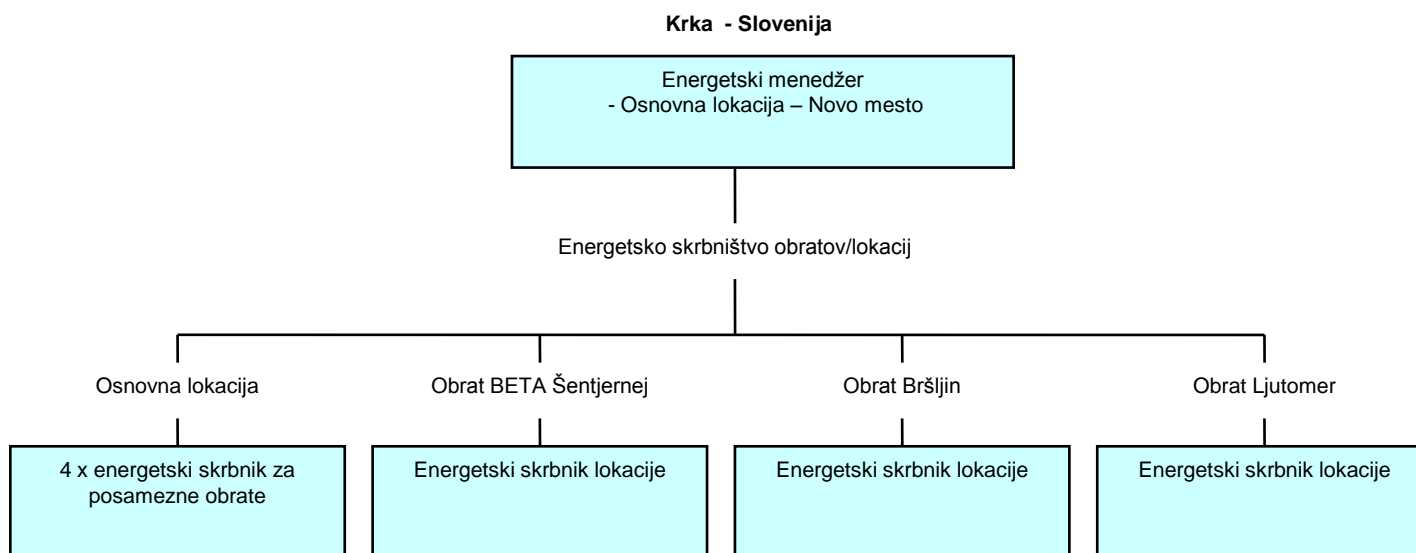 Krka - Slovenija
Energetski menedžer
- Osnovna lokacija – Novo mesto
Energetsko skrbništvo obratov/lokacij
Osnovna lokacija
Obrat BETA Šentjernej
Obrat Bršljin
Obrat Ljutomer
4 x energetski skrbnik za
posamezne obrate
Energetski skrbnik lokacije
Energetski skrbnik lokacije
Energetski skrbnik lokacije